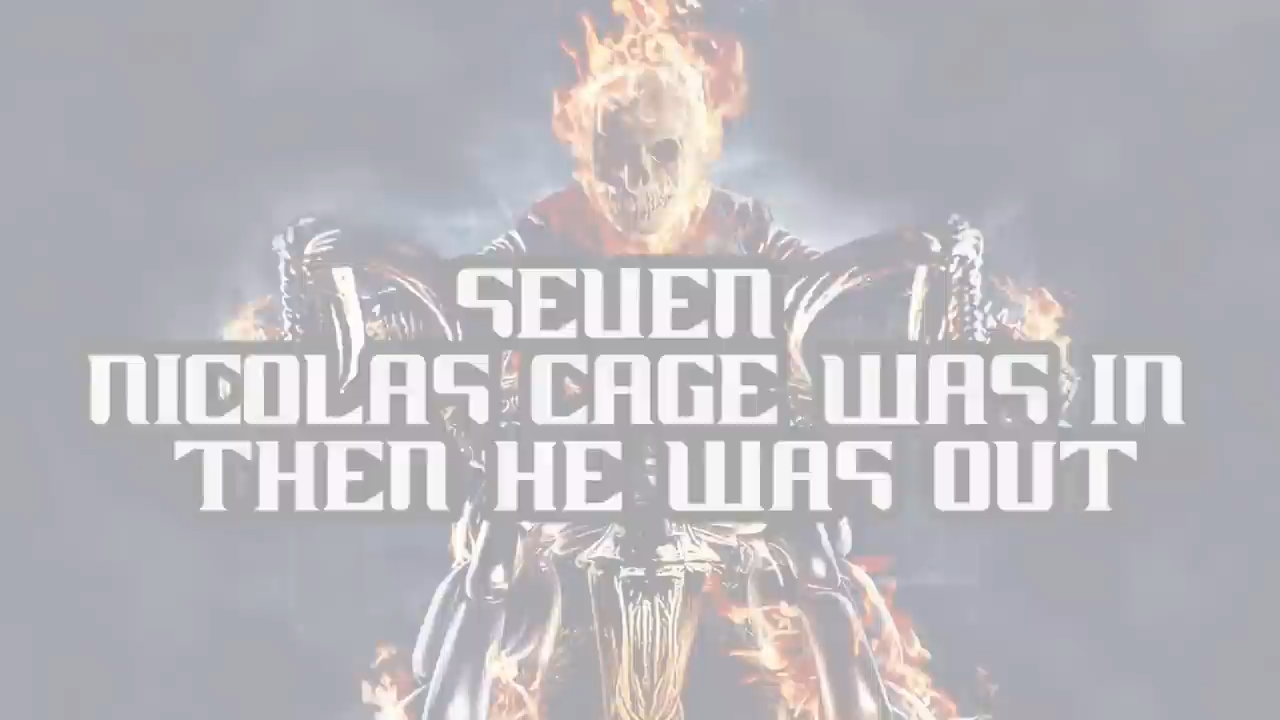 SEVEN
NICOLAS CAGE WAS IN
THEN HE WAS OUT